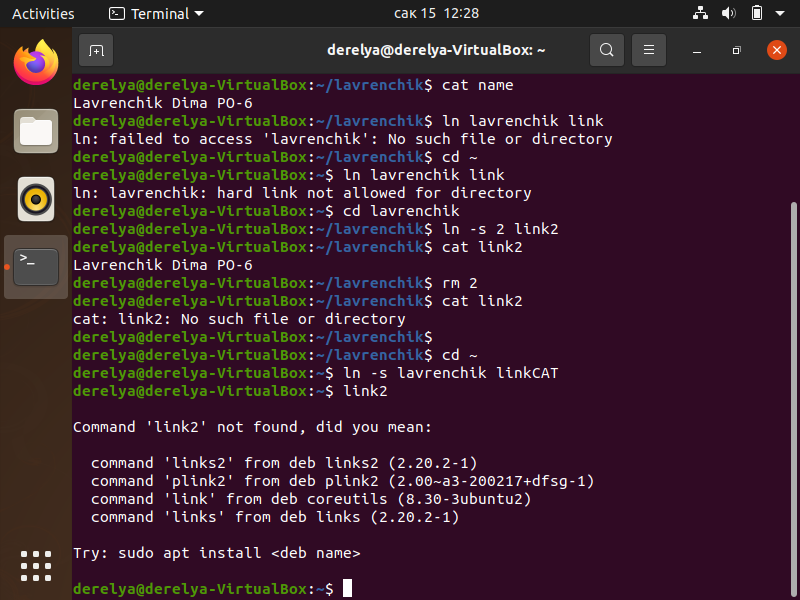 Activities Terminal сак 15 12:28
derelya@derelya-VirtualBox: ~
derelya@derelya-VirtualBox:~/lavrenchik$ cat name
Lavrenchik Dima PO-6
derelya@derelya-VirtualBox:~/lavrenchik$ ln lavrenchik link
ln: failed to access 'lavrenchik': No such file or directory
derelya@derelya-VirtualBox:~/lavrenchik$ cd ~
derelya@derelya-VirtualBox:~$ ln lavrenchik link
ln: lavrenchik: hard link not allowed for directory
derelya@derelya-VirtualBox:~$ cd lavrenchik
derelya@derelya-VirtualBox:~/lavrenchik$ ln -s 2 link2
derelya@derelya-VirtualBox:~/lavrenchik$ cat link2
Lavrenchik Dima PO-6
derelya@derelya-VirtualBox:~/lavrenchik$ rm 2
derelya@derelya-VirtualBox:~/lavrenchik$ cat link2
cat: link2: No such file or directory
derelya@derelya-VirtualBox:~/lavrenchik$
derelya@derelya-VirtualBox:~/lavrenchik$ cd ~
derelya@derelya-VirtualBox:~$ ln -s lavrenchik linkCAT
derelya@derelya-VirtualBox:~$ link2
Command 'link2' not found, did you mean:
command 'links2' from deb links2 (2.20.2-1)
command 'plink2' from deb plink2 (2.00~a3-200217+dfsg-1)
command 'link' from deb coreutils (8.30-3ubuntu2)
command 'links' from deb links (2.20.2-1)
Try: sudo apt install <deb name>
derelya@derelya-VirtualBox:~$